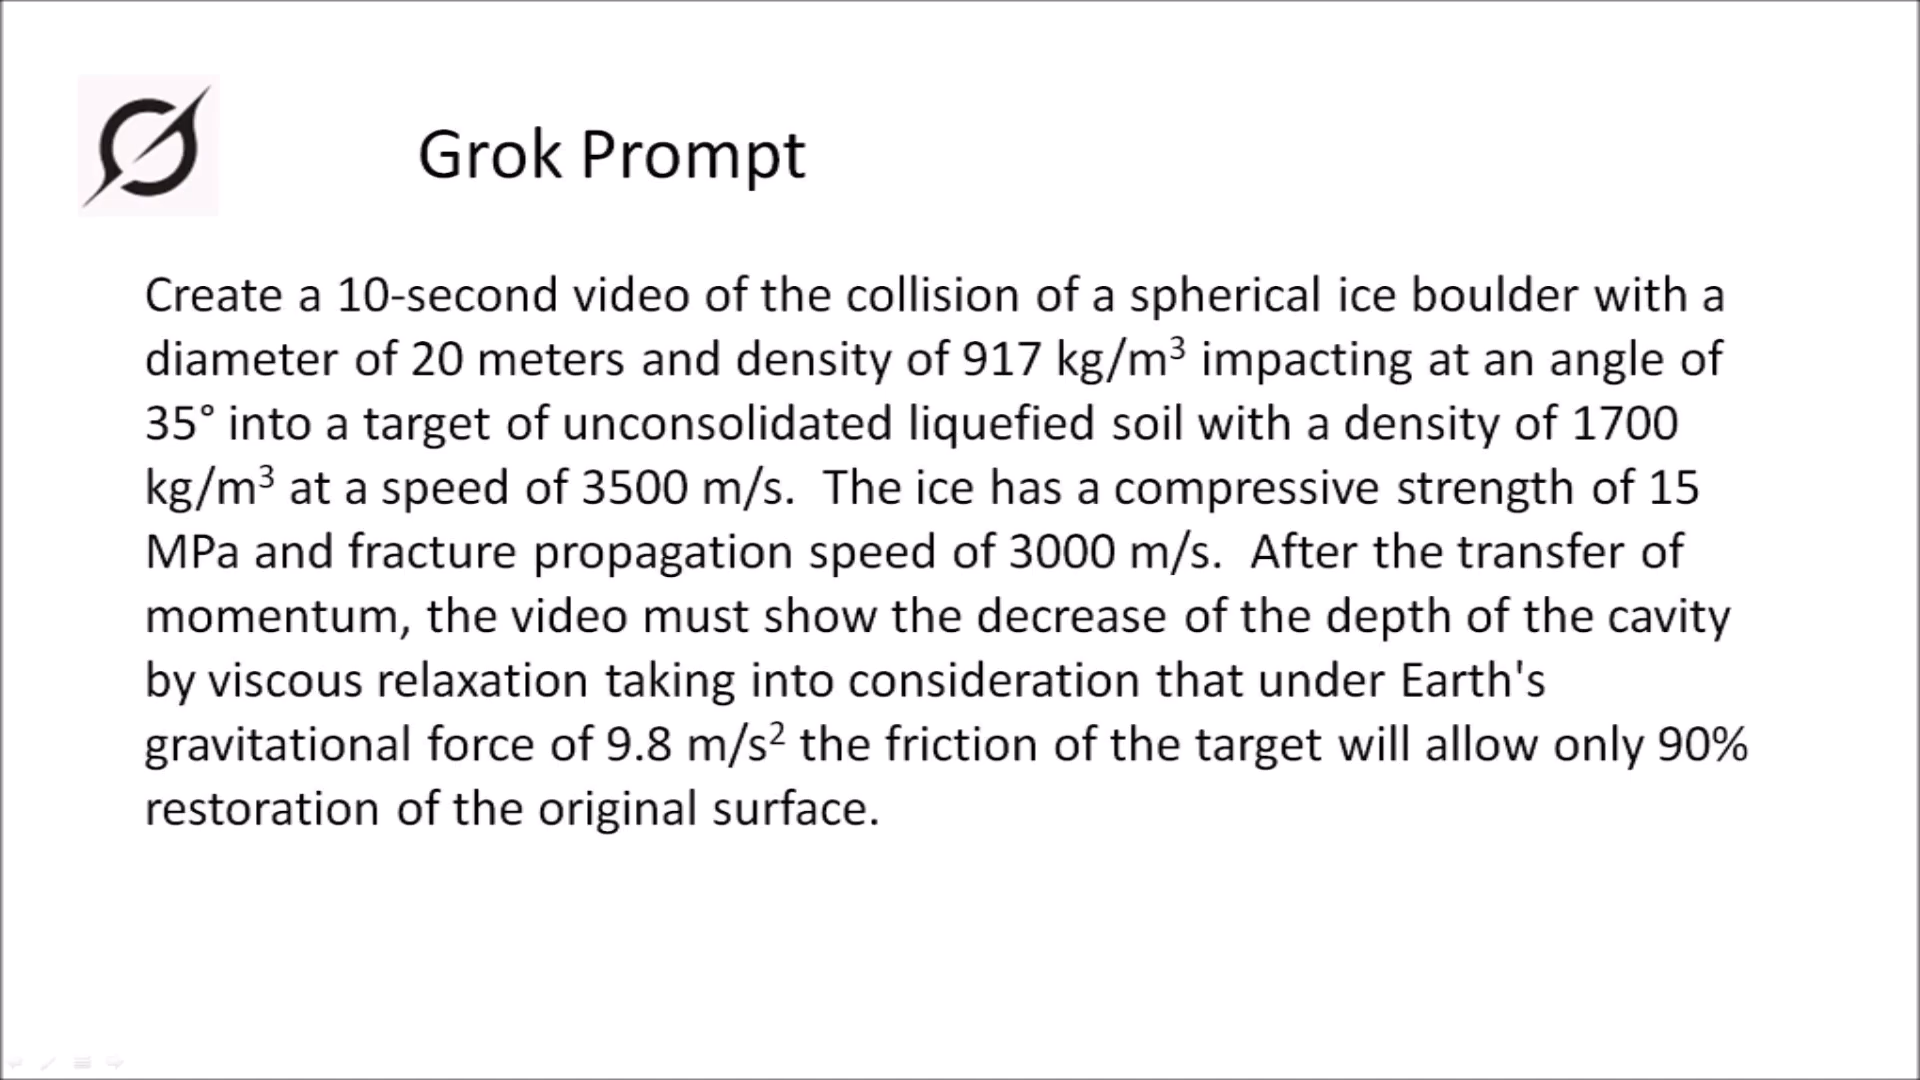 Grok Prompt
Create a 10-second video of the collision of a spherical ice boulder with a
diameter of 20 meters and density of 917 kg/m³ impacting at an angle of
35° into a target of unconsolidated liquefied soil with a density of 1700
kg/m³ at a speed of 3500 m/s.  The ice has a compressive strength of 15
MPa and fracture propagation speed of 3000 m/s.  After the transfer of
momentum, the video must show the decrease of the depth of the cavity
by viscous relaxation taking into consideration that under Earth's
gravitational force of 9.8 m/s² the friction of the target will allow only 90%
restoration of the original surface.